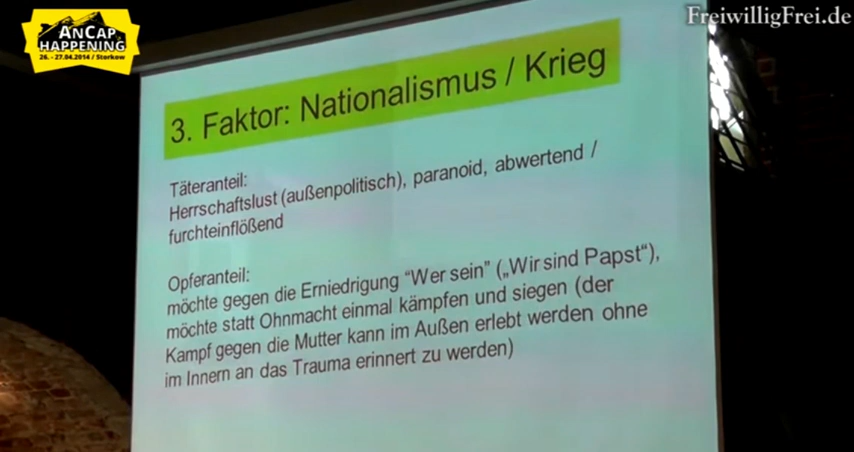 ANCAP
HAPPENING
26. - 27.04.2014 / Storkow
FreiwilligFrei.de
3. Faktor: Nationalismus / Krieg
Täteranteil:
Herrschaftslust (außenpolitisch), paranoid, abwertend /
furchteinflößend
Opferanteil:
möchte gegen die Erniedrigung “Wer sein” („Wir sind Papst“),
möchte statt Ohnmacht einmal kämpfen und siegen (der
Kampf gegen die Mutter kann im Außen erlebt werden ohne
im Innern an das Trauma erinnert zu werden)